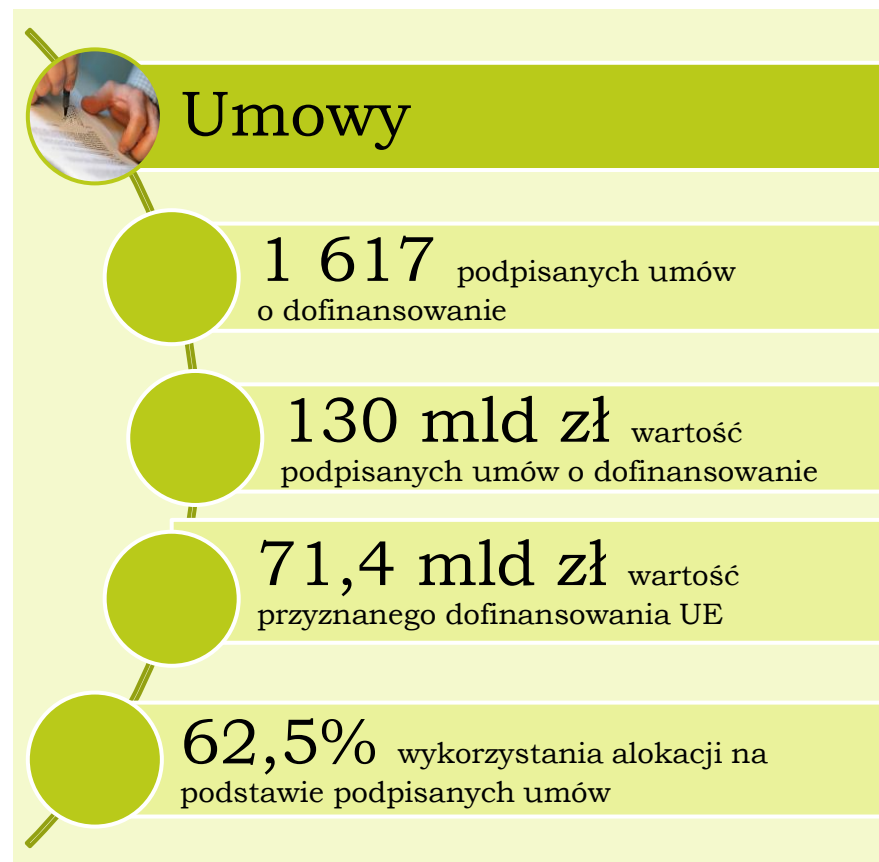 Umowy
1 617 podpisanych umów
o dofinansowanie
130 mld zł wartość
podpisanych umów o dofinansowanie
71,4 mld zł wartość
przyznanego dofinansowania UE
62,5% wykorzystania alokacji na
podstawie podpisanych umów